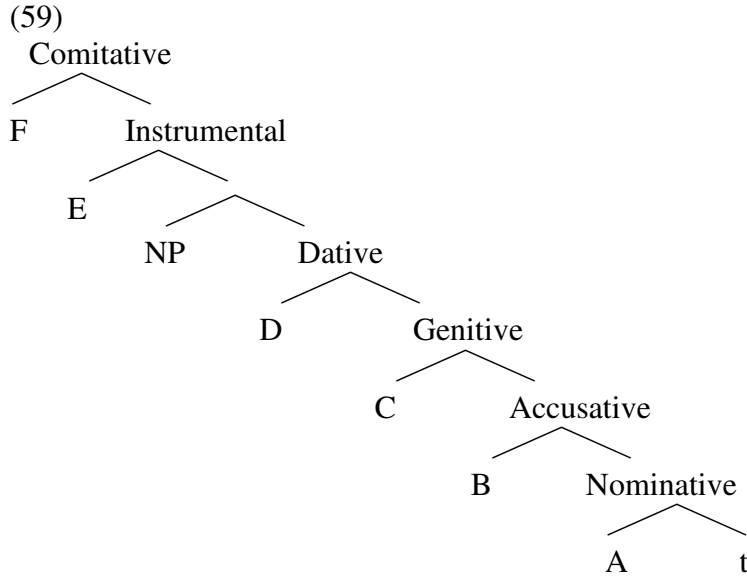 (59)
Comitative
F Instrumental
E
NP Dative
D Genitive
C Accusative
B Nominative
A t